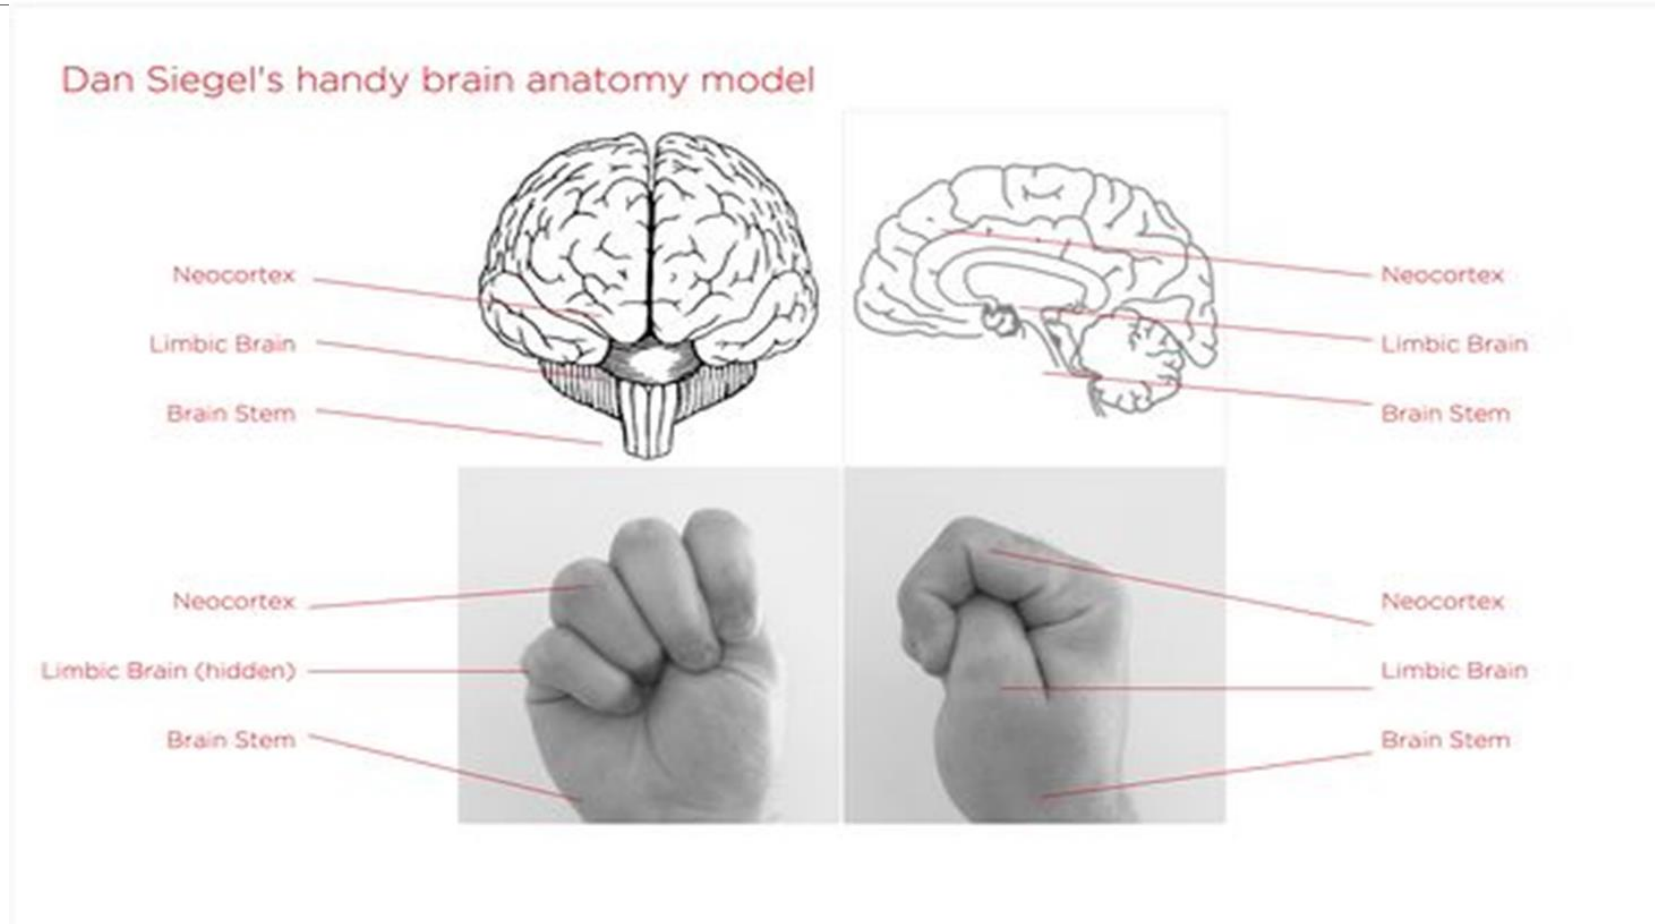 Dan Siegel's handy brain anatomy model
Neocortex
Limbic Brain
Brain Stem
Neocortex
Limbic Brain
Brain Stem
Neocortex
Limbic Brain (hidden)
Brain Stem
Neocortex
Limbic Brain
Brain Stem